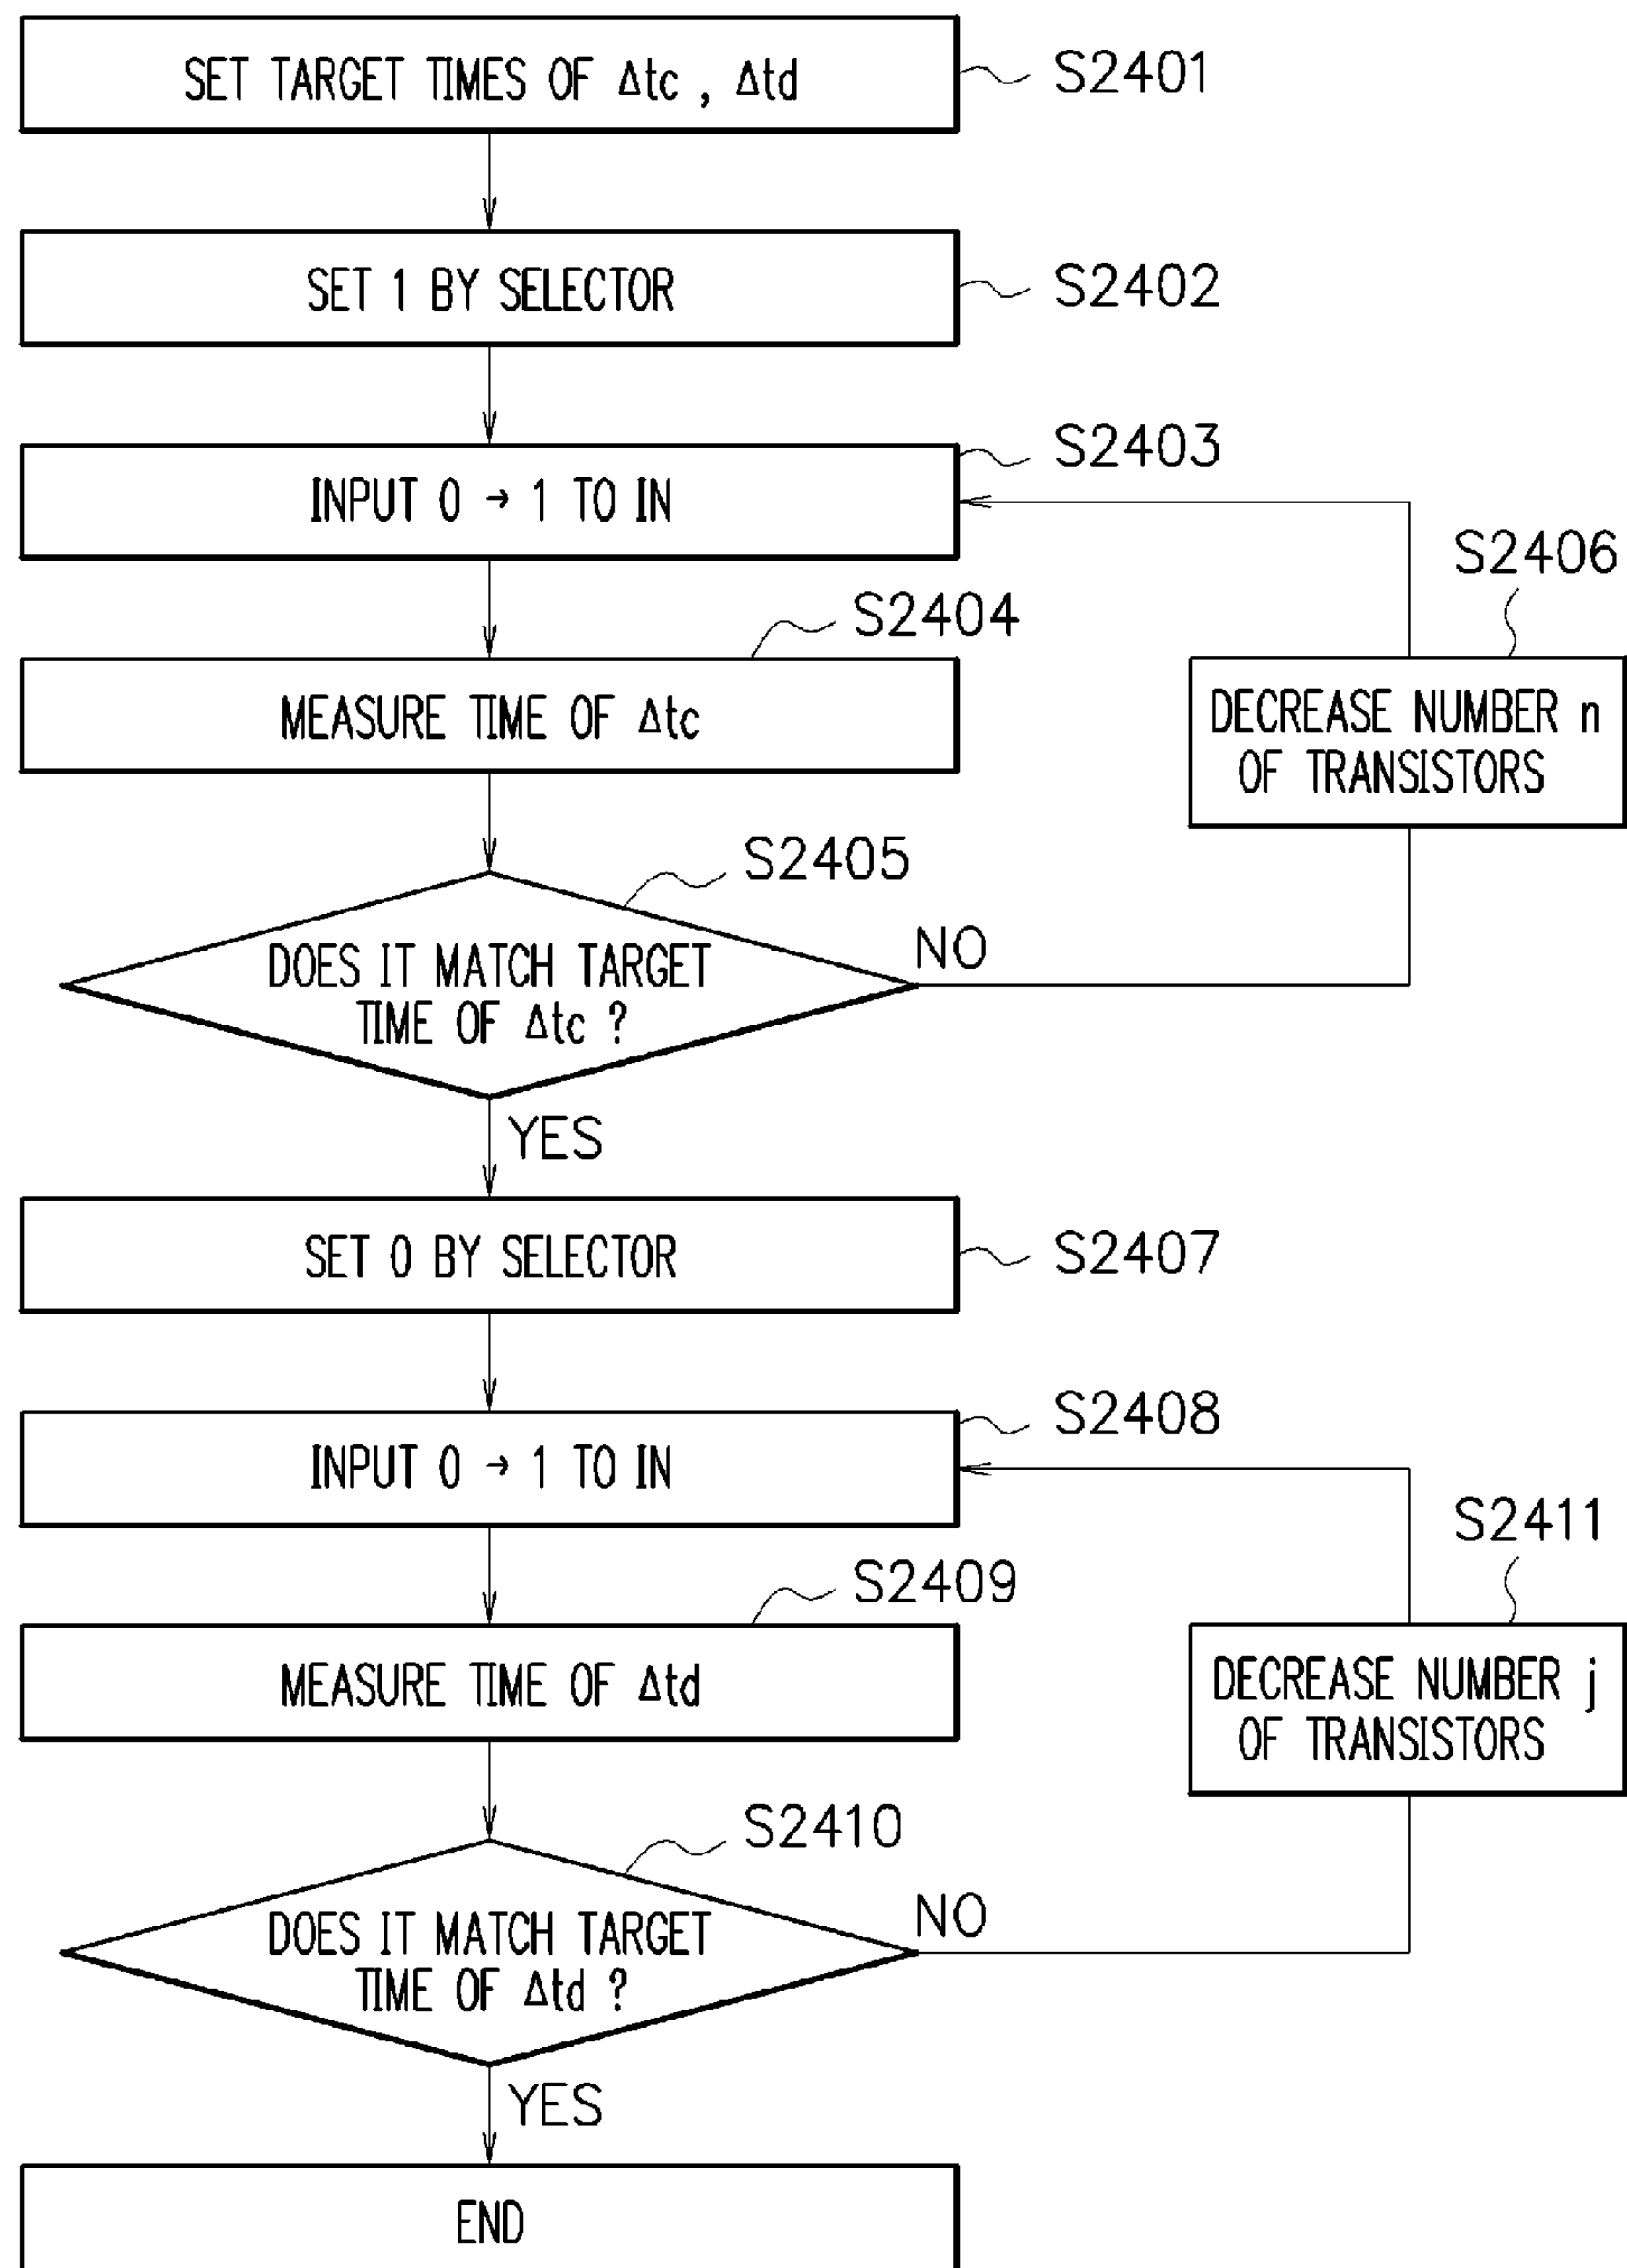 SET TARGET TIMES OF Δtc , Δtd
S2401
SET 1 BY SELECTOR
S2402
INPUT 0 → 1 TO IN
S2403
S2404
MEASURE TIME OF Δtc
S2405
DOES IT MATCH TARGET
TIME OF Δtc ?
NO
S2406
DECREASE NUMBER n
OF TRANSISTORS
YES
SET 0 BY SELECTOR
S2407
INPUT 0 → 1 TO IN
S2408
S2409
MEASURE TIME OF Δtd
S2410
DOES IT MATCH TARGET
TIME OF Δtd ?
NO
S2411
DECREASE NUMBER j
OF TRANSISTORS
YES
END